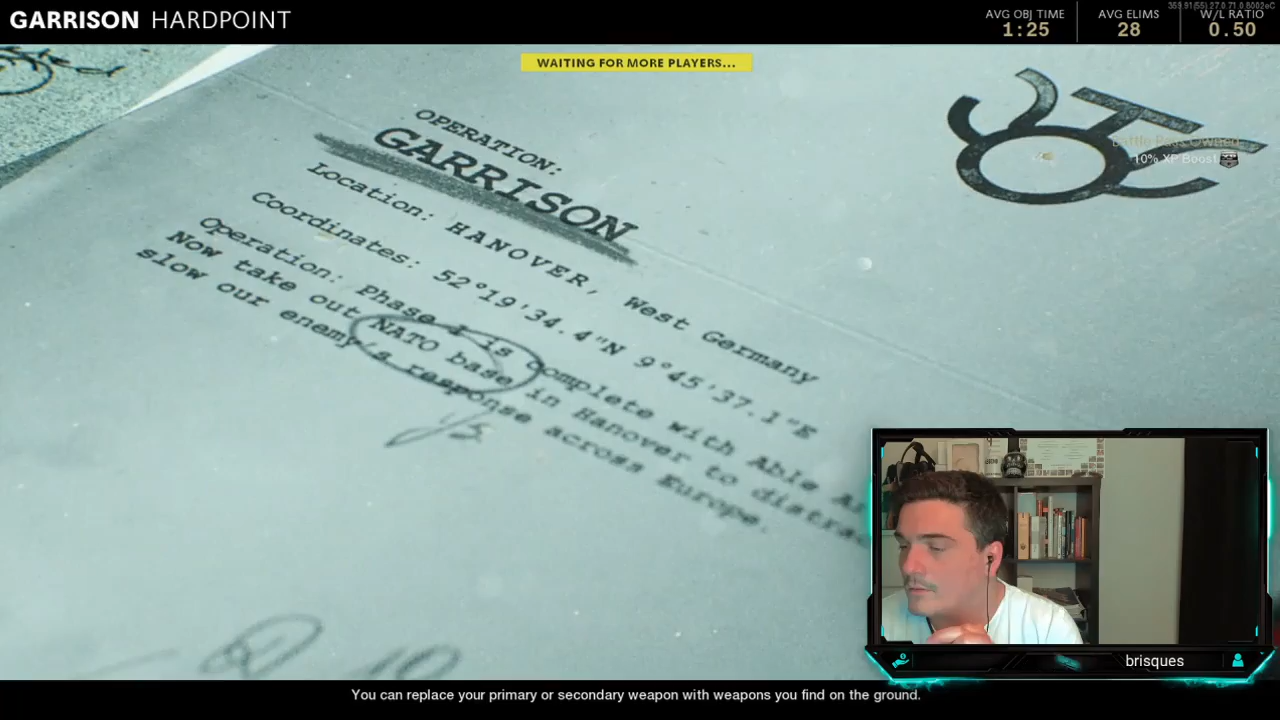 GARRISON HARDPOINT
AVG OBJ TIME
1:25
AVG ELIMS
28
W/L RATIO
0.50
WAITING FOR MORE PLAYERS...
10% XP Boost
OPERATION:
GARRISON
Location: HANOVER, West Germany
Coordinates: 52°19'34.4"N 9°45'37.1"E
Operation: Phase 1 is complete with Able
Now take out NATO base in Hanover to
slow our enemy's response across Europe.
brisques
You can replace your primary or secondary weapon with weapons you find on the ground.